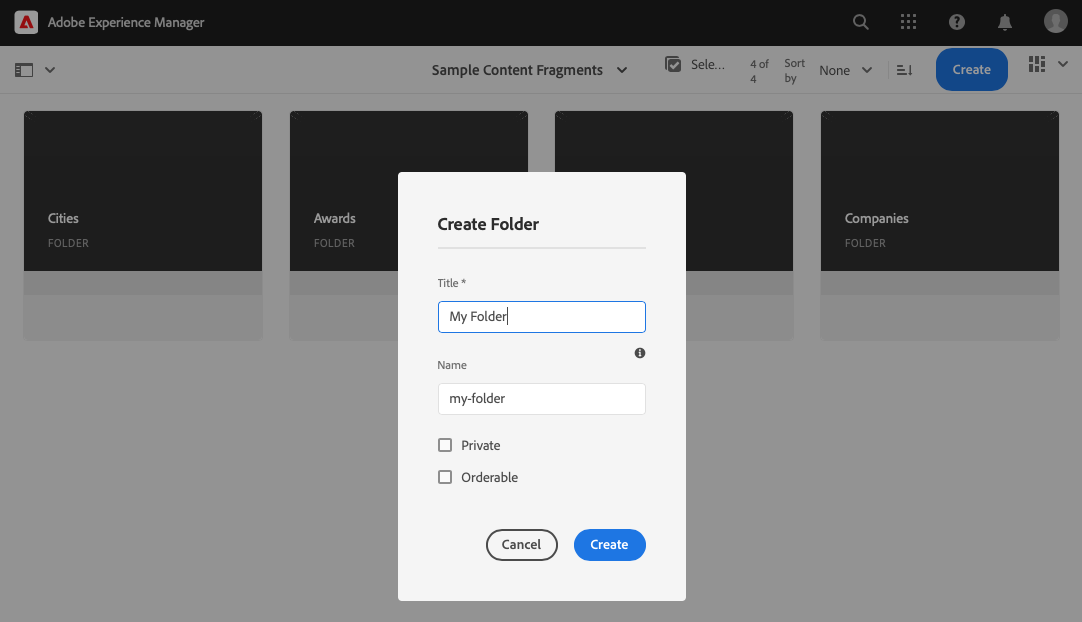 Adobe Experience Manager
Sample Content Fragments
Sele...
4 of
4
Sort
by
None
Create
Cities
FOLDER
Awards
FOLDER
Companies
FOLDER
Create Folder
Title *
My Folder
Name
my-folder
Private
Orderable
Cancel
Create